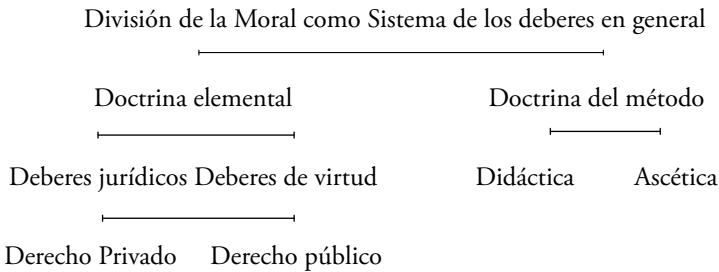 División de la Moral como Sistema de los deberes en general
Doctrina elemental Doctrina del método
Deberes jurídicos Deberes de virtud Didáctica Ascética
Derecho Privado Derecho público